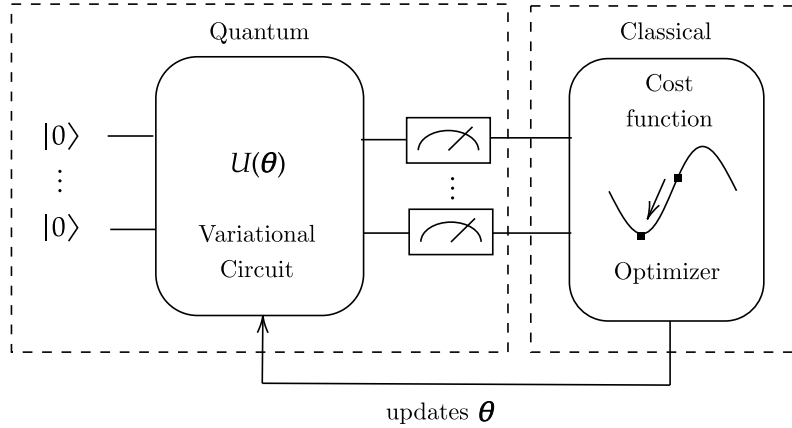 Quantum
Classical
|0⟩
⋮
|0⟩
U(θ)
Variational
Circuit
⋮
Cost
function
Optimizer
updates θ